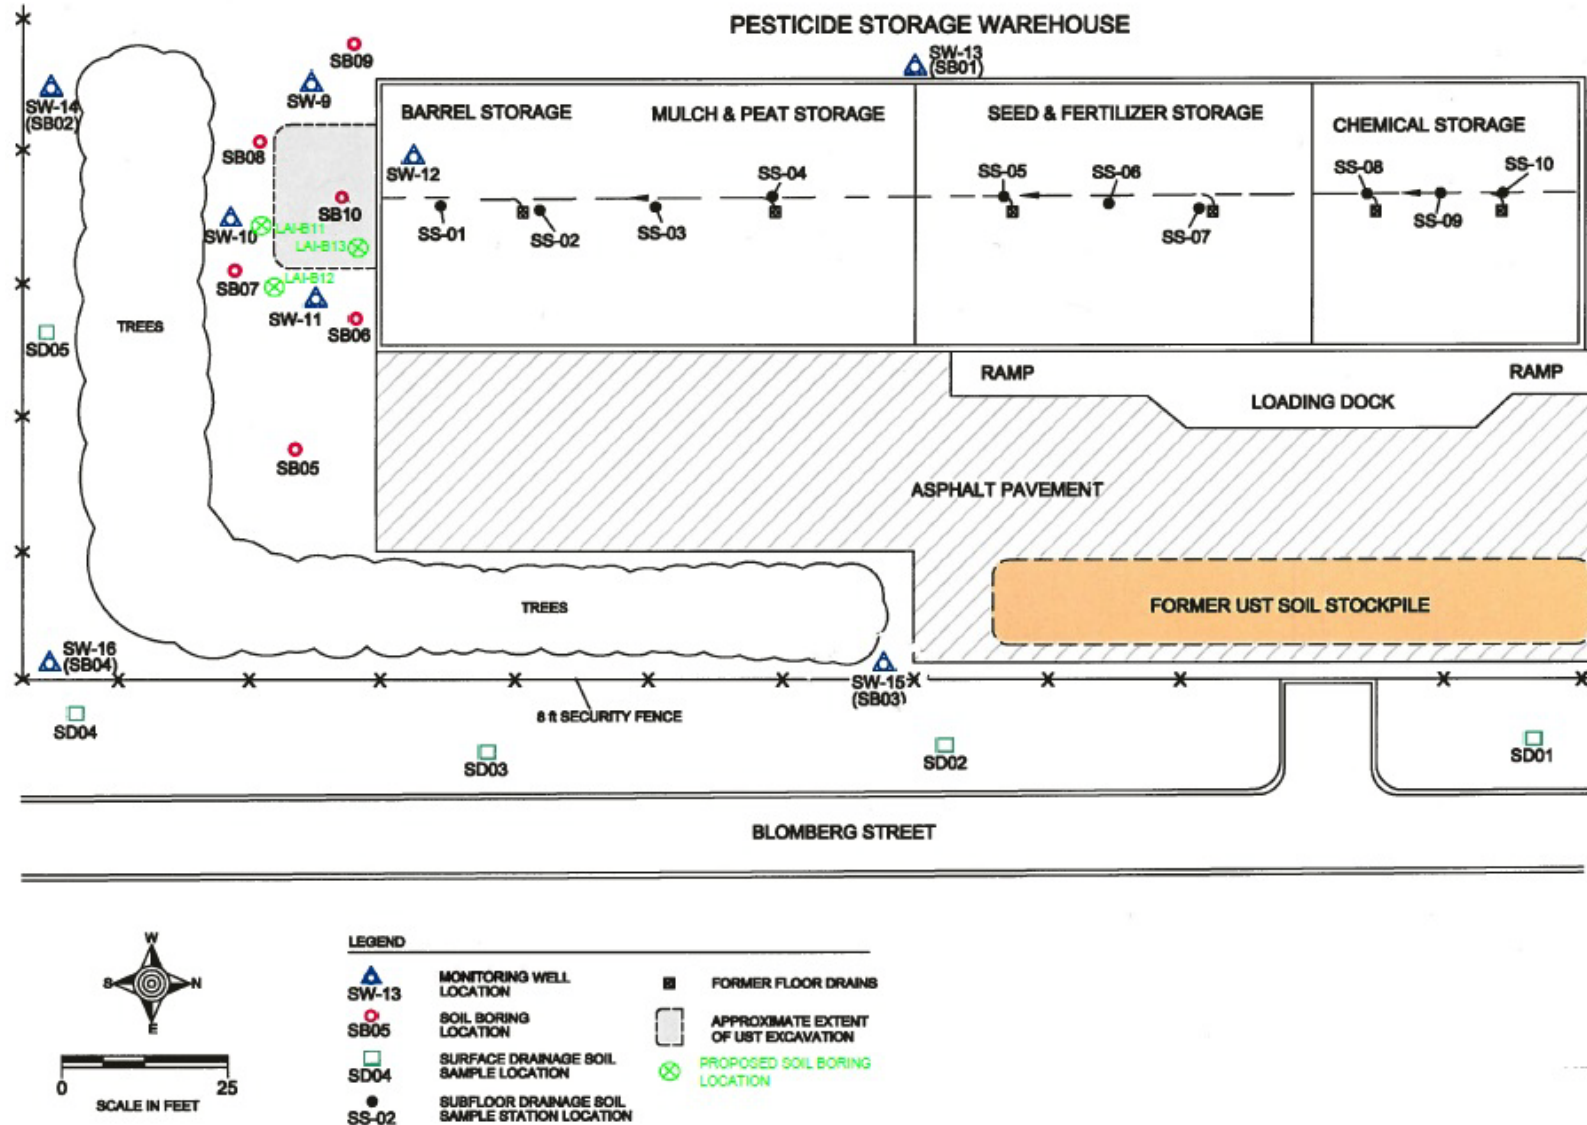 PESTICIDE STORAGE WAREHOUSE
SB09
SW-13
(SB01)
SW-14
(SB02)
SW-9
BARREL STORAGE
MULCH & PEAT STORAGE
SEED & FERTILIZER STORAGE
CHEMICAL STORAGE
SB08
SW-12
SS-04
SS-05
SS-06
SS-08
SS-10
SB10
SW-10
LAI-B11
SS-01
SS-02
SS-03
SS-07
SS-09
LAI-B13
SB07
LAI-B12
SW-11
SB06
TREES
SD05
RAMP
RAMP
LOADING DOCK
SB05
ASPHALT PAVEMENT
TREES
FORMER UST SOIL STOCKPILE
SW-16
(SB04)
SW-15
(SB03)
8 ft SECURITY FENCE
SD04
SD03
SD02
SD01
BLOMBERG STREET
W
S
N
E
0
25
SCALE IN FEET
LEGEND
SW-13
MONITORING WELL
LOCATION
SB05
SOIL BORING
LOCATION
SD04
SURFACE DRAINAGE SOIL
SAMPLE LOCATION
SS-02
SUBFLOOR DRAINAGE SOIL
SAMPLE STATION LOCATION
FORMER FLOOR DRAINS
APPROXIMATE EXTENT
OF UST EXCAVATION
PROPOSED SOIL BORING
LOCATION